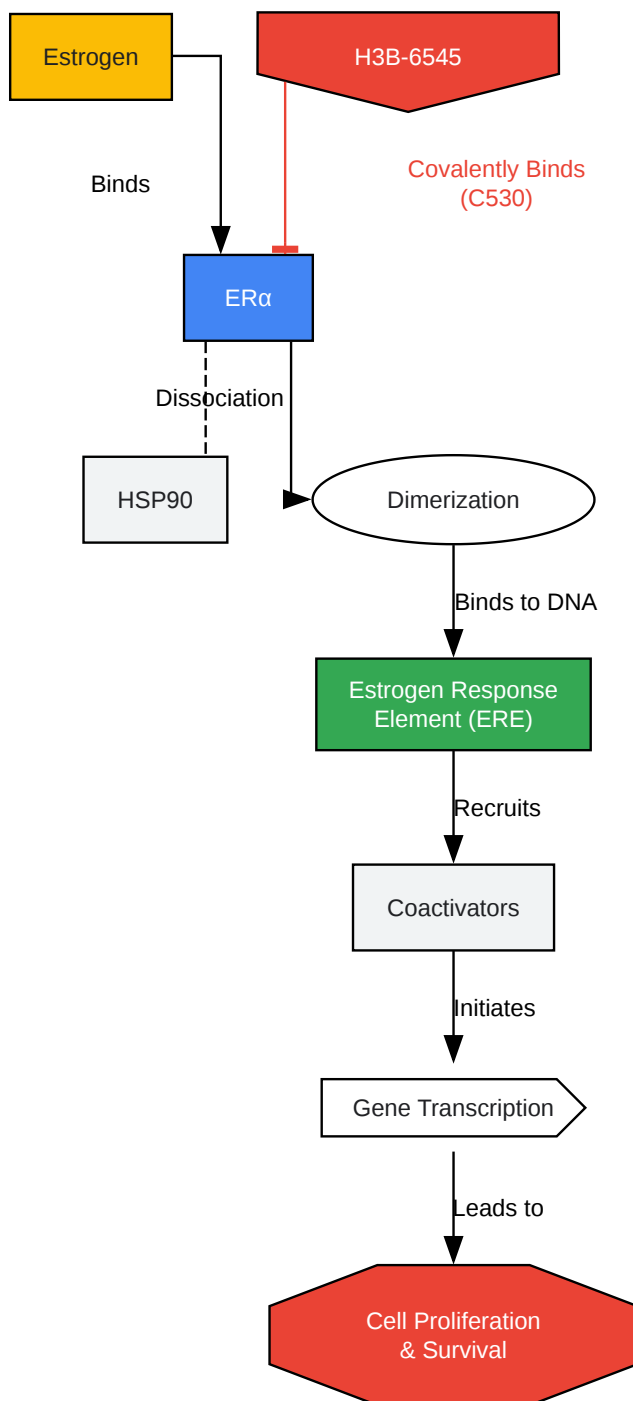 Estrogen
H3B-6545
Binds
Covalently Binds
(C530)
ERα
Dissociation
HSP90
Dimerization
Binds to DNA
Estrogen Response
Element (ERE)
Recruits
Coactivators
Initiates
Gene Transcription
Leads to
Cell Proliferation
& Survival